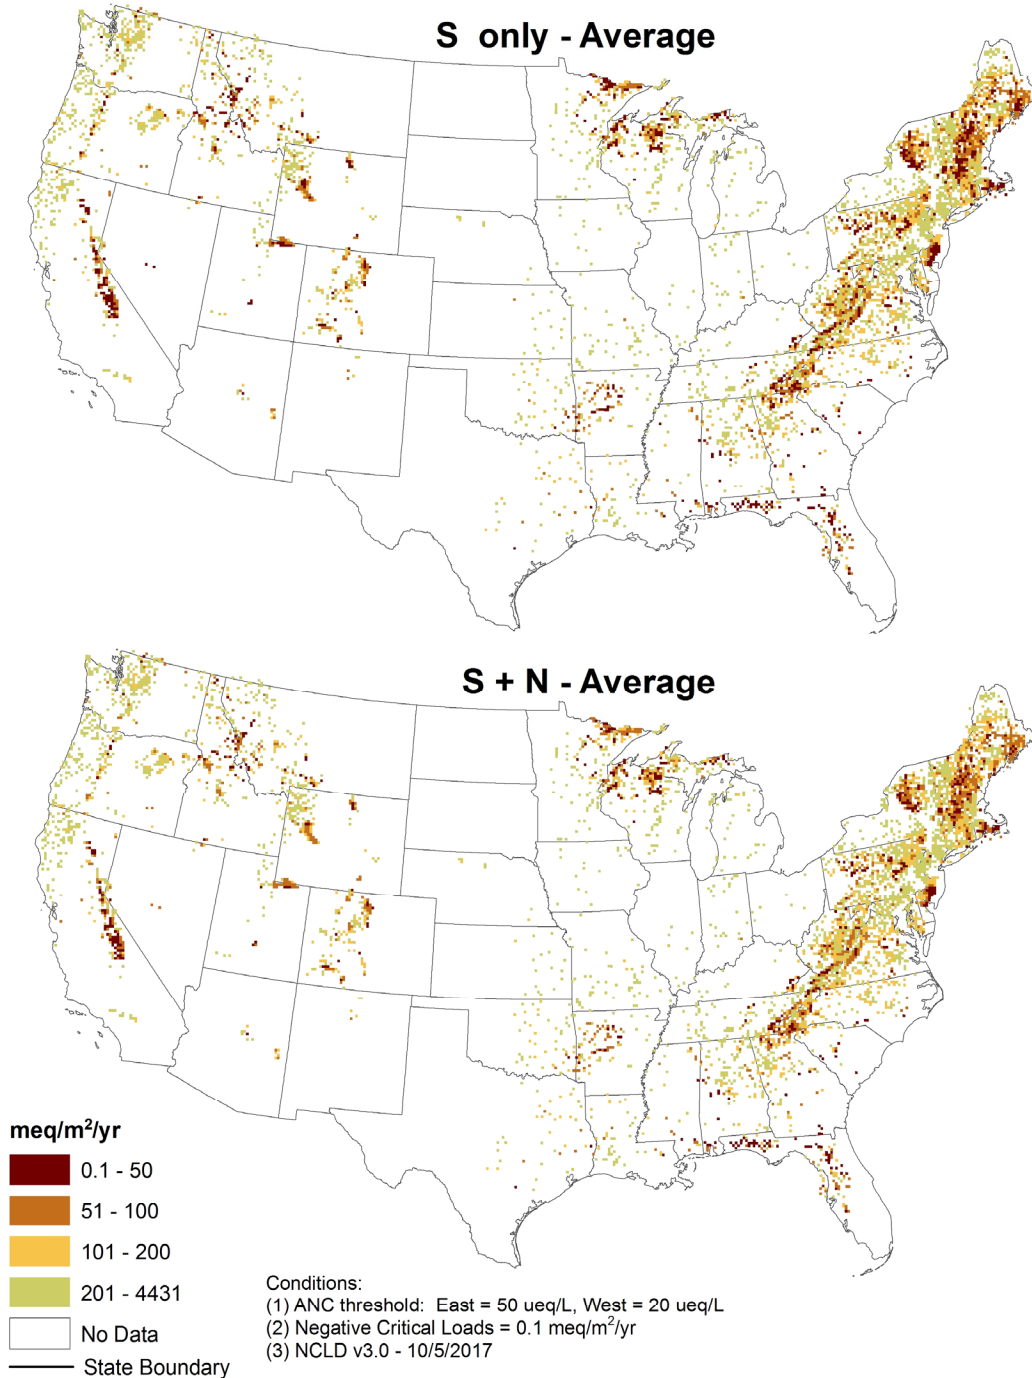 S only - Average
S + N - Average
meq/m²/yr
0.1 - 50
51 - 100
101 - 200
201 - 4431
No Data
State Boundary
Conditions:
(1) ANC threshold: East = 50 ueq/L, West = 20 ueq/L
(2) Negative Critical Loads = 0.1 meq/m²/yr
(3) NCLD v3.0 - 10/5/2017